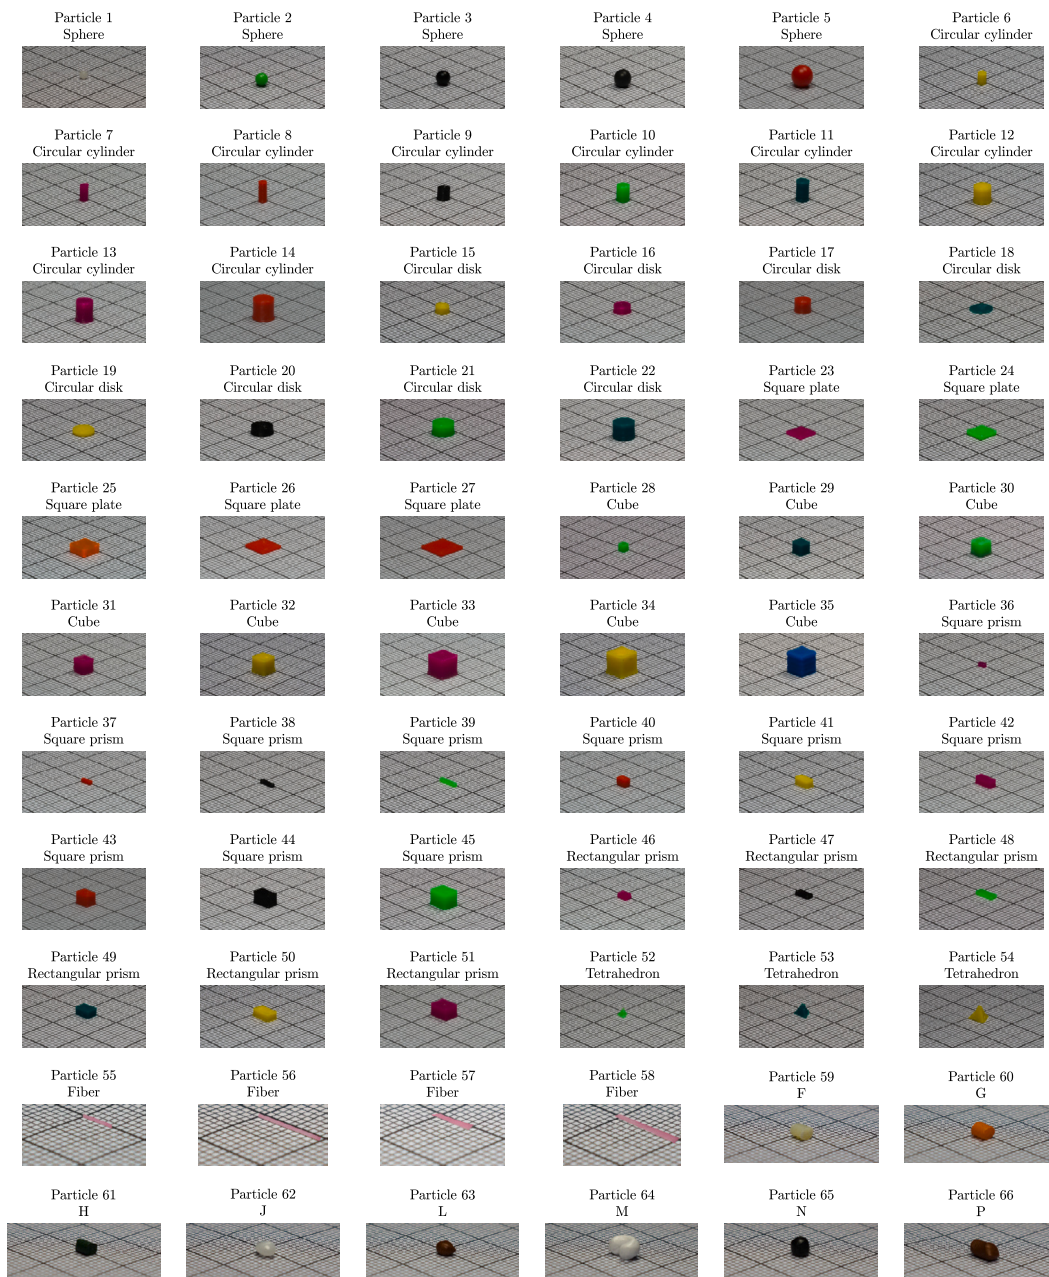 Particle 1
Sphere
Particle 2
Sphere
Particle 3
Sphere
Particle 4
Sphere
Particle 5
Sphere
Particle 6
Circular cylinder
Particle 7
Circular cylinder
Particle 8
Circular cylinder
Particle 9
Circular cylinder
Particle 10
Circular cylinder
Particle 11
Circular cylinder
Particle 12
Circular cylinder
Particle 13
Circular cylinder
Particle 14
Circular cylinder
Particle 15
Circular disk
Particle 16
Circular disk
Particle 17
Circular disk
Particle 18
Circular disk
Particle 19
Circular disk
Particle 20
Circular disk
Particle 21
Circular disk
Particle 22
Circular disk
Particle 23
Square plate
Particle 24
Square plate
Particle 25
Square plate
Particle 26
Square plate
Particle 27
Square plate
Particle 28
Cube
Particle 29
Cube
Particle 30
Cube
Particle 31
Cube
Particle 32
Cube
Particle 33
Cube
Particle 34
Cube
Particle 35
Cube
Particle 36
Square prism
Particle 37
Square prism
Particle 38
Square prism
Particle 39
Square prism
Particle 40
Square prism
Particle 41
Square prism
Particle 42
Square prism
Particle 43
Square prism
Particle 44
Square prism
Particle 45
Square prism
Particle 46
Rectangular prism
Particle 47
Rectangular prism
Particle 48
Rectangular prism
Particle 49
Rectangular prism
Particle 50
Rectangular prism
Particle 51
Rectangular prism
Particle 52
Tetrahedron
Particle 53
Tetrahedron
Particle 54
Tetrahedron
Particle 55
Fiber
Particle 56
Fiber
Particle 57
Fiber
Particle 58
Fiber
Particle 59
F
Particle 60
G
Particle 61
H
Particle 62
J
Particle 63
L
Particle 64
M
Particle 65
N
Particle 66
P